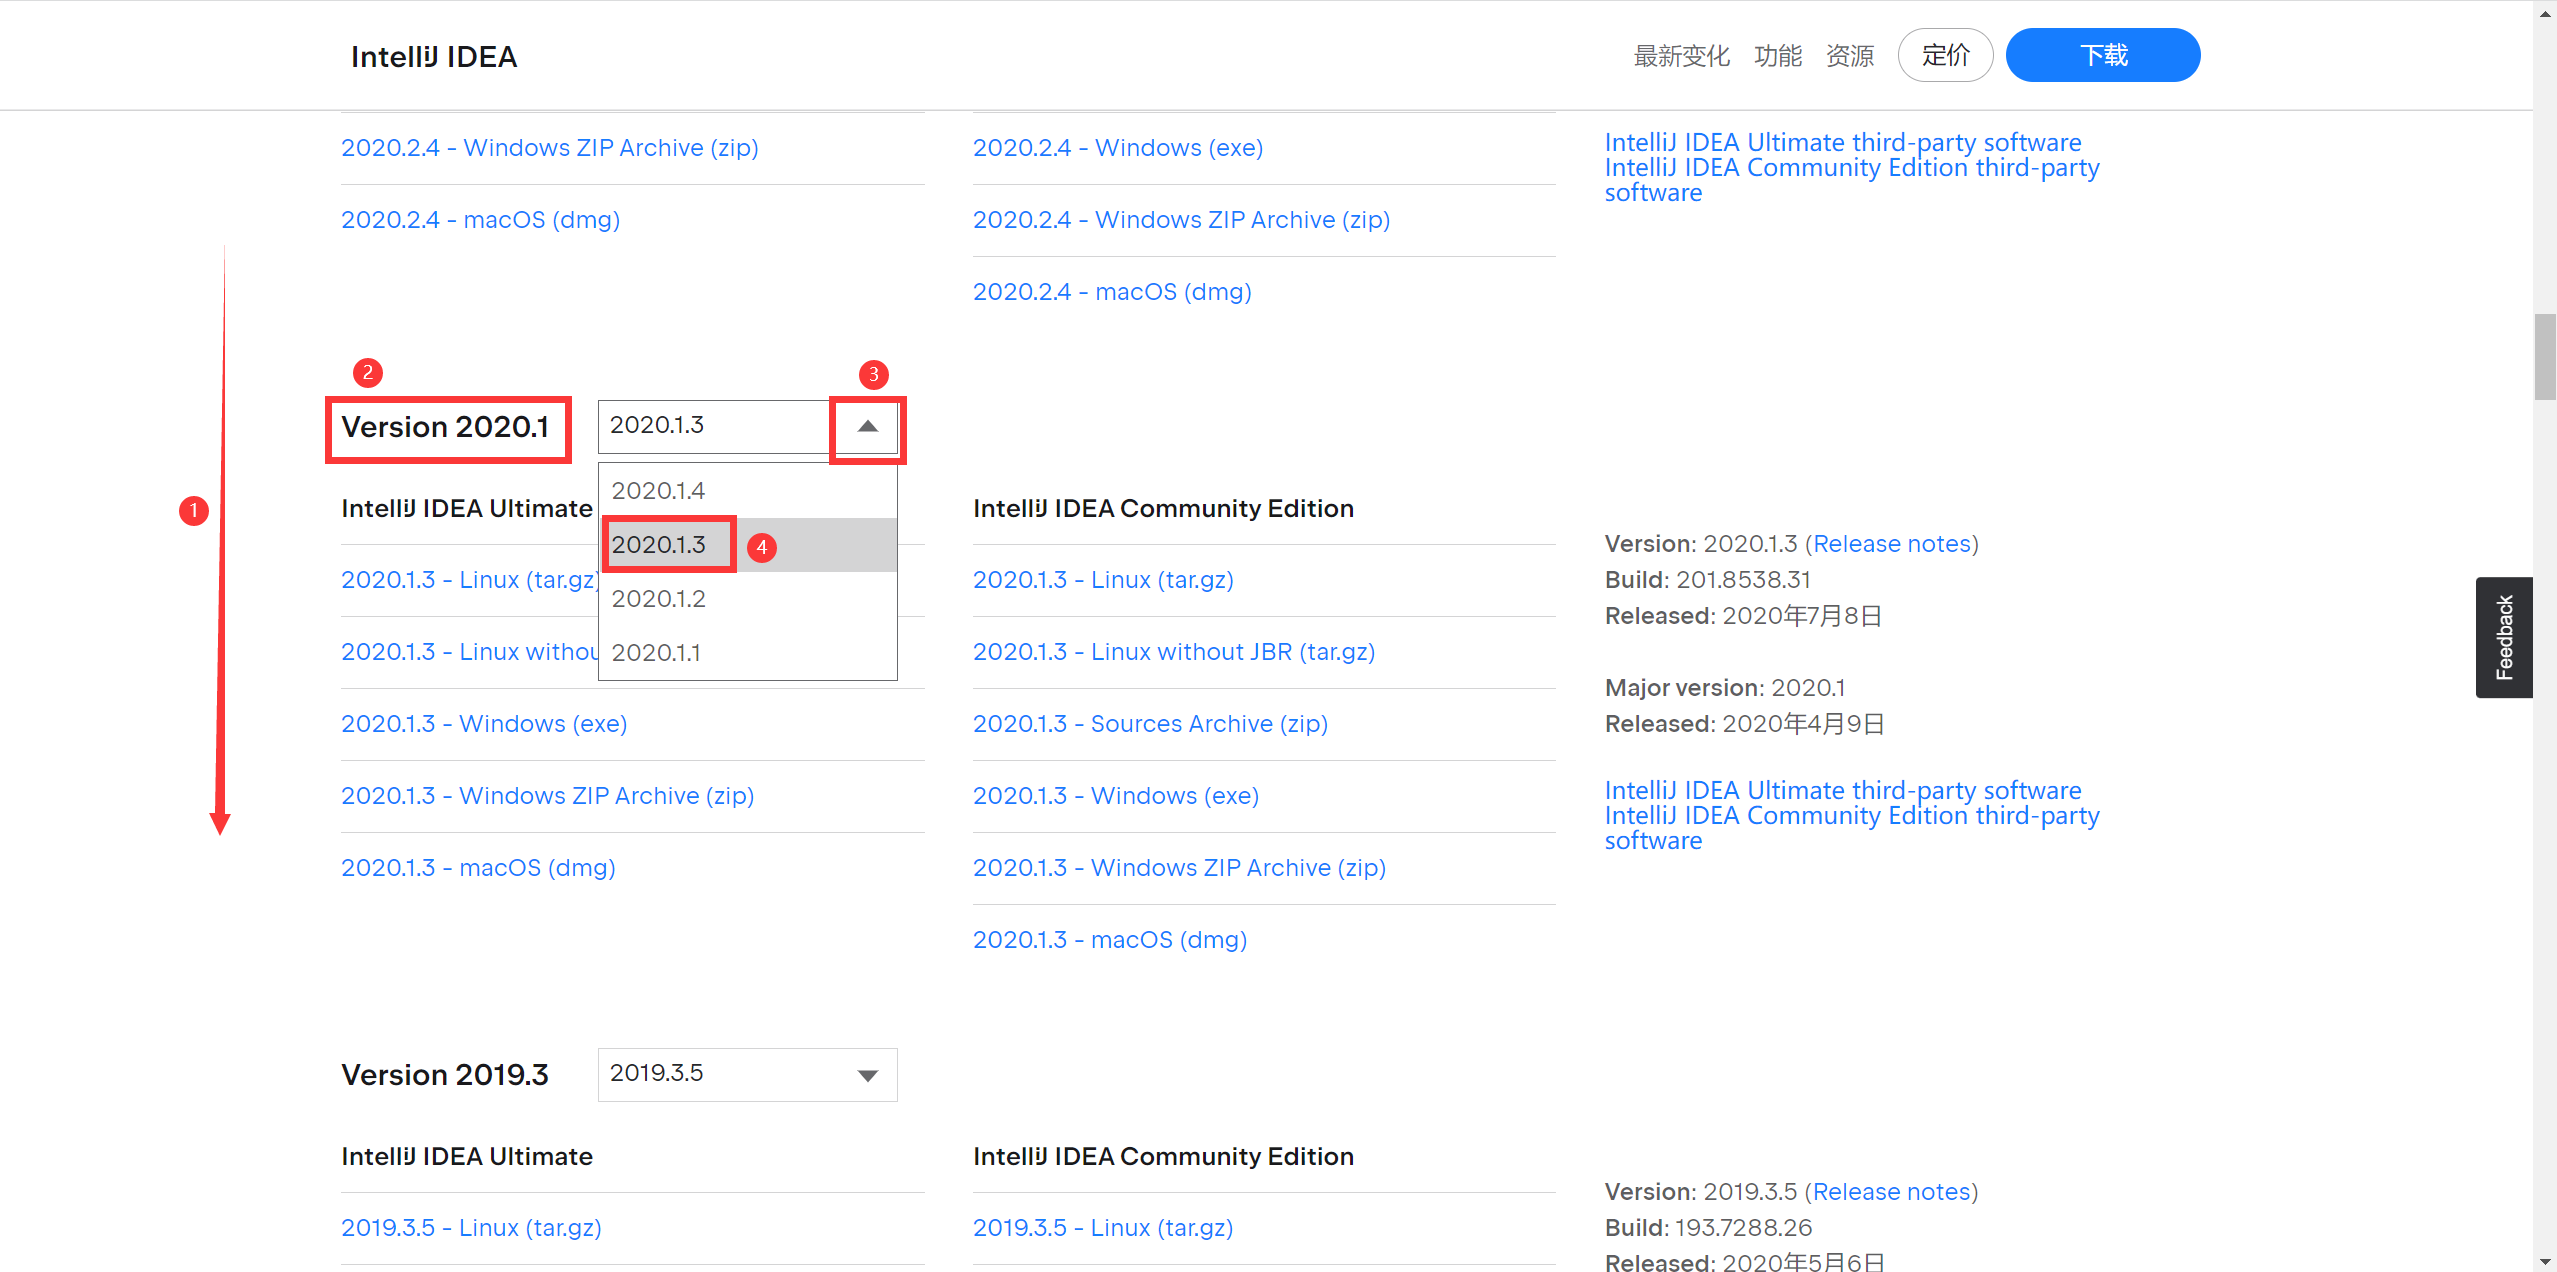 IntelliJ IDEA
最新变化 功能 资源 定价 下载
2020.2.4 - Windows ZIP Archive (zip)
2020.2.4 - macOS (dmg)
2020.2.4 - Windows (exe)
2020.2.4 - Windows ZIP Archive (zip)
2020.2.4 - macOS (dmg)
IntelliJ IDEA Ultimate third-party software
IntelliJ IDEA Community Edition third-party
software
1
2
3
Version 2020.1
2020.1.3
2020.1.4
2020.1.3
4
2020.1.2
2020.1.1
IntelliJ IDEA Ultimate
2020.1.3 - Linux (tar.gz)
2020.1.3 - Linux withou
2020.1.3 - Windows (exe)
2020.1.3 - Windows ZIP Archive (zip)
2020.1.3 - macOS (dmg)
IntelliJ IDEA Community Edition
2020.1.3 - Linux (tar.gz)
2020.1.3 - Linux without JBR (tar.gz)
2020.1.3 - Sources Archive (zip)
2020.1.3 - Windows (exe)
2020.1.3 - Windows ZIP Archive (zip)
2020.1.3 - macOS (dmg)
Version: 2020.1.3 (Release notes)
Build: 201.8538.31
Released: 2020年7月8日
Major version: 2020.1
Released: 2020年4月9日
IntelliJ IDEA Ultimate third-party software
IntelliJ IDEA Community Edition third-party
software
Feedback
Version 2019.3
2019.3.5
IntelliJ IDEA Ultimate
2019.3.5 - Linux (tar.gz)
IntelliJ IDEA Community Edition
2019.3.5 - Linux (tar.gz)
Version: 2019.3.5 (Release notes)
Build: 193.7288.26
Released: 2020年5月6日